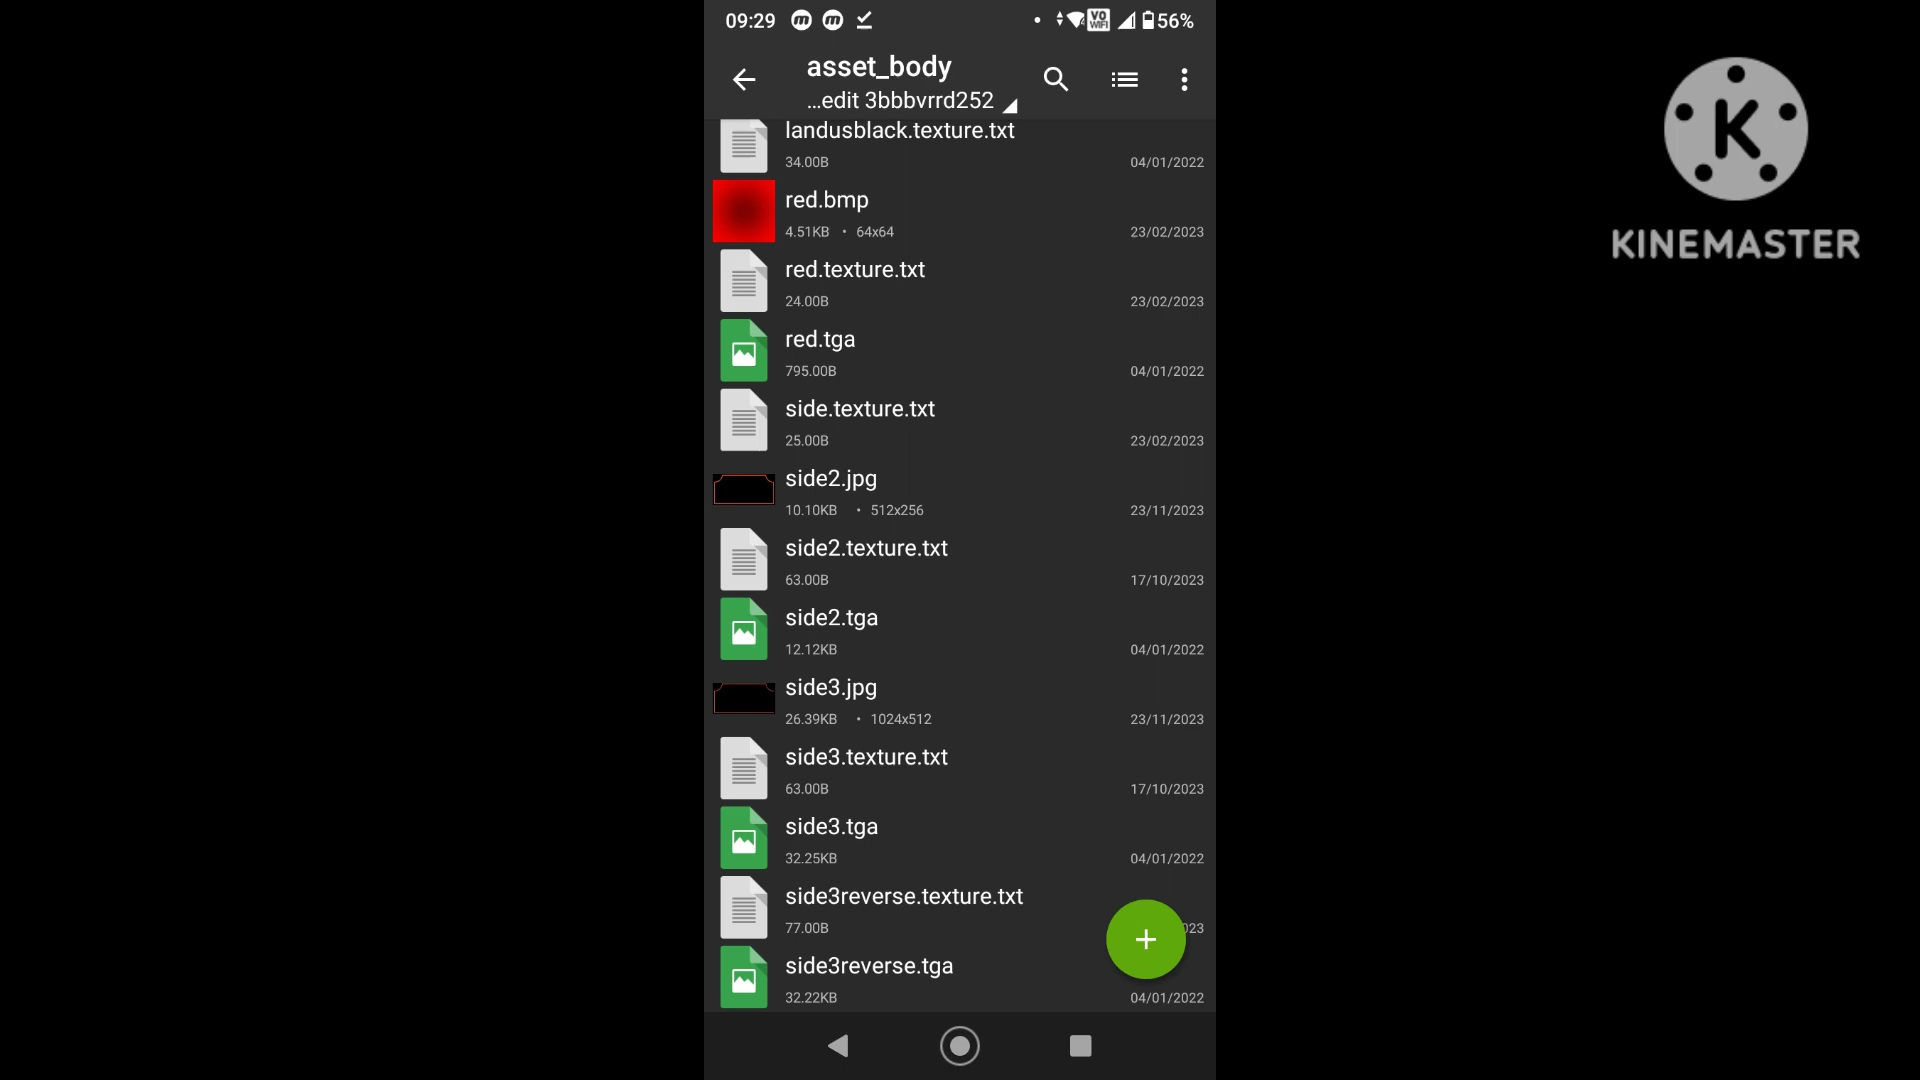 09:29 VO WIFI 56%
asset_body
...edit 3bbbvrrd252
landusblack.texture.txt
34.00B 04/01/2022
red.bmp
4.51KB • 64x64 23/02/2023
red.texture.txt
24.00B 23/02/2023
red.tga
795.00B 04/01/2022
side.texture.txt
25.00B 23/02/2023
side2.jpg
10.10KB • 512x256 23/11/2023
side2.texture.txt
63.00B 17/10/2023
side2.tga
12.12KB 04/01/2022
side3.jpg
26.39KB • 1024x512 23/11/2023
side3.texture.txt
63.00B 17/10/2023
side3.tga
32.25KB 04/01/2022
side3reverse.texture.txt
77.00B
side3reverse.tga
32.22KB 04/01/2022
K
KINEMASTER